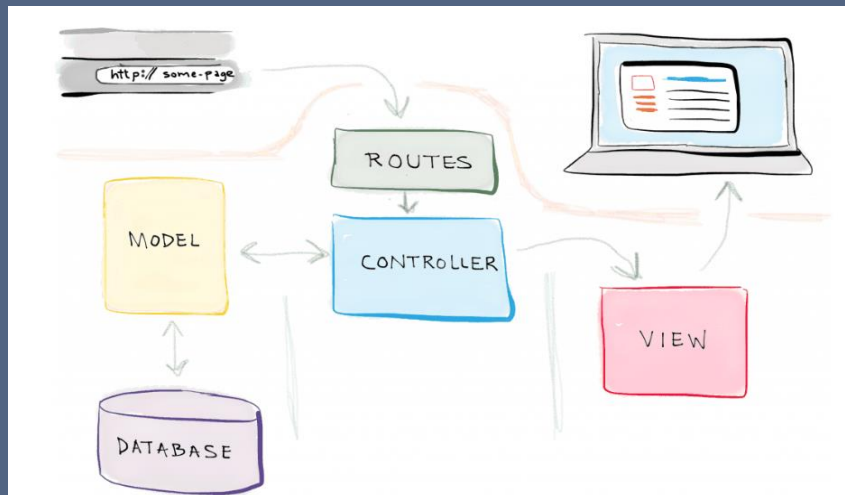 http:// some-page
ROUTES
MODEL
CONTROLLER
VIEW
DATABASE